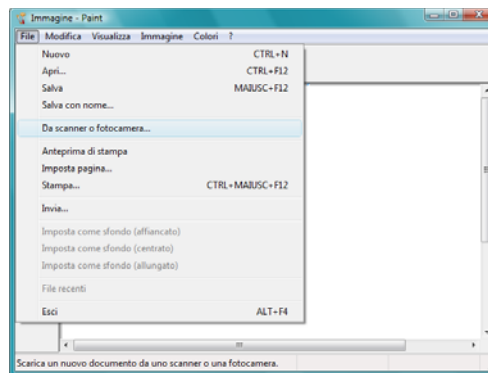 Immagine - Paint
File Modifica Visualizza Immagine Colori ?
Nuovo CTRL+N
Apri... CTRL+F12
Salva MAIUSC+F12
Salva con nome...
Da scanner o fotocamera...
Anteprima di stampa
Imposta pagina...
Stampa... CTRL+MAIUSC+F12
Invia...
Imposta come sfondo (affiancato)
Imposta come sfondo (centrato)
Imposta come sfondo (allungato)
File recenti
Esci ALT+F4
Scarica un nuovo documento da uno scanner o una fotocamera.